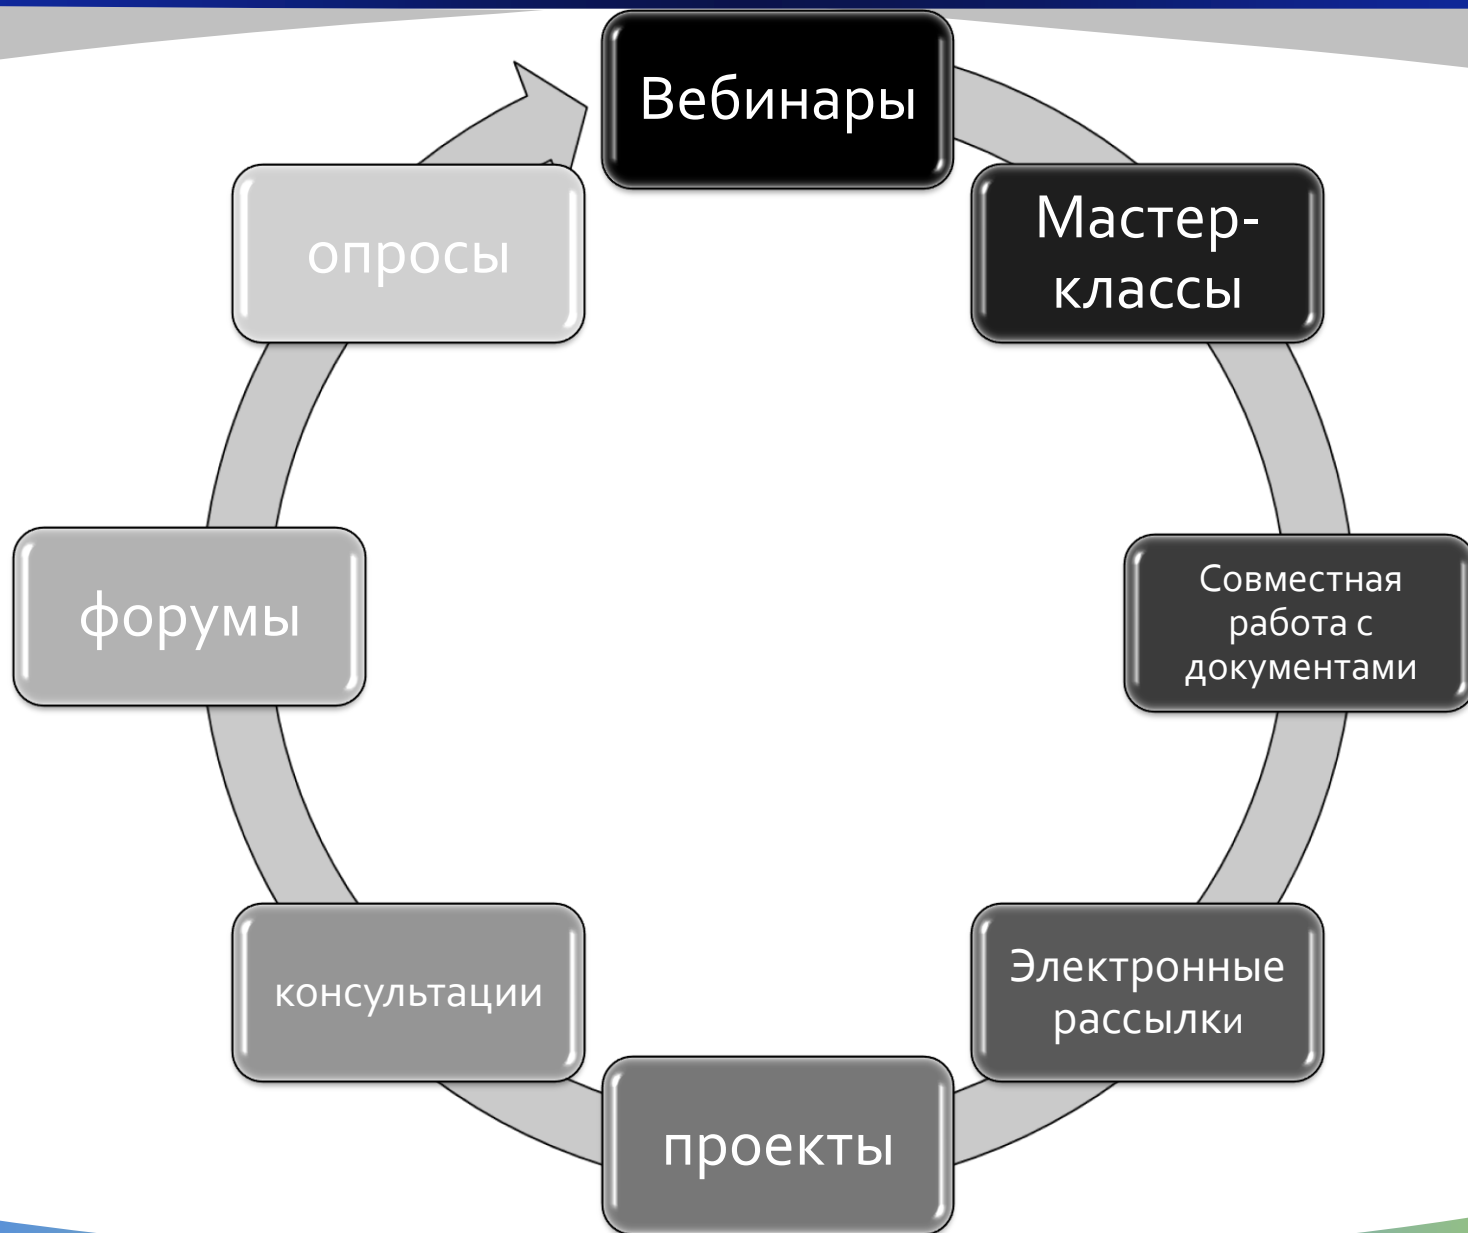 Вебинары
Мастер-
классы
Совместная
работа с
документами
Электронные
рассылки
проекты
консультации
форумы
опросы